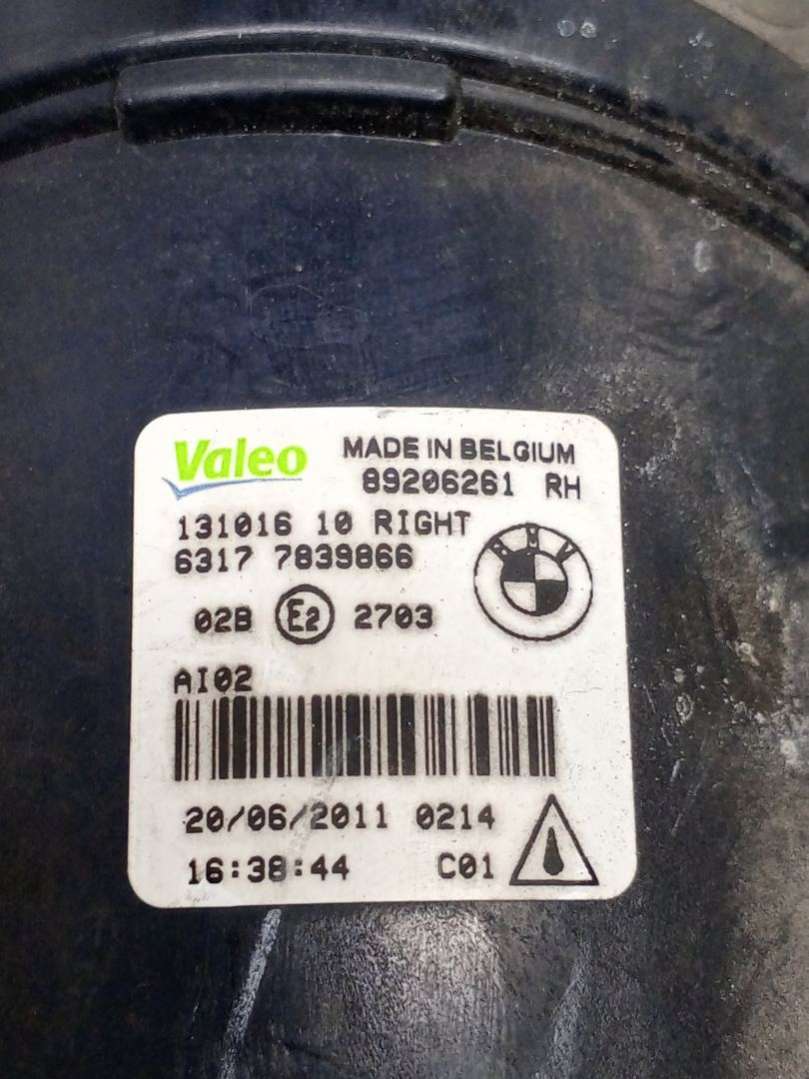 Valeo MADE IN BELGIUM
89206261 RH
131016 10 RIGHT
6317 7839866
BMW
02B E2 2703
AI02
20/06/2011 0214
16:38:44 C01